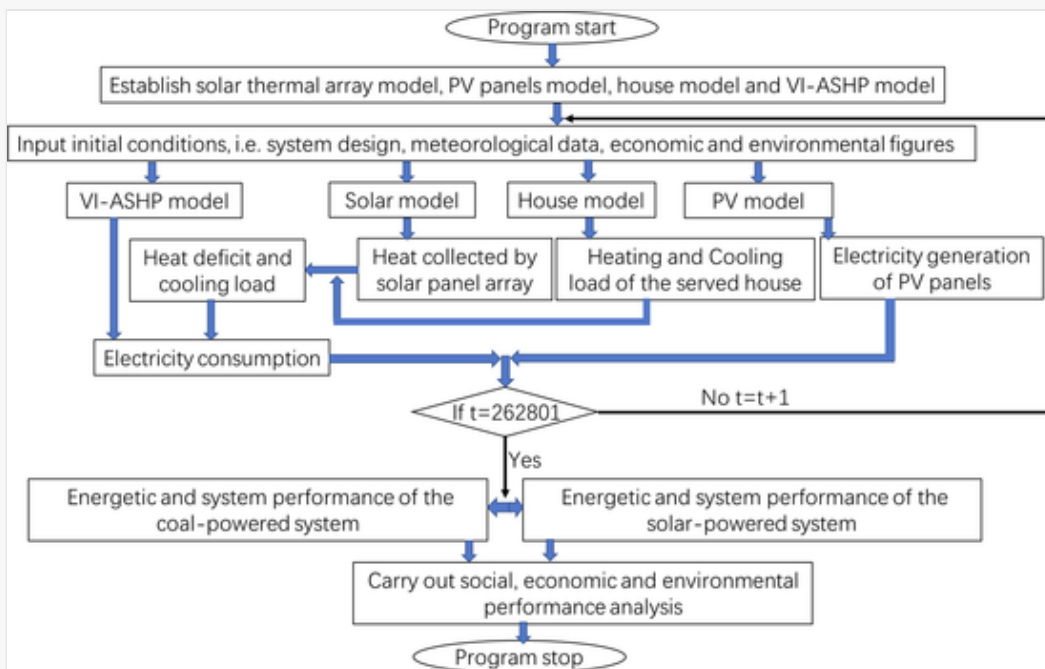 Program start
Establish solar thermal array model, PV panels model, house model and VI-ASHP model
Input initial conditions, i.e. system design, meteorological data, economic and environmental figures
VI-ASHP model
Solar model
House model
PV model
Heat deficit and
cooling load
Heat collected by
solar panel array
Heating and Cooling
load of the served house
Electricity generation
of PV panels
Electricity consumption
If t=262801
No t=t+1
Yes
Energetic and system performance of the
coal-powered system
Energetic and system performance of the
solar-powered system
Carry out social, economic and environmental
performance analysis
Program stop